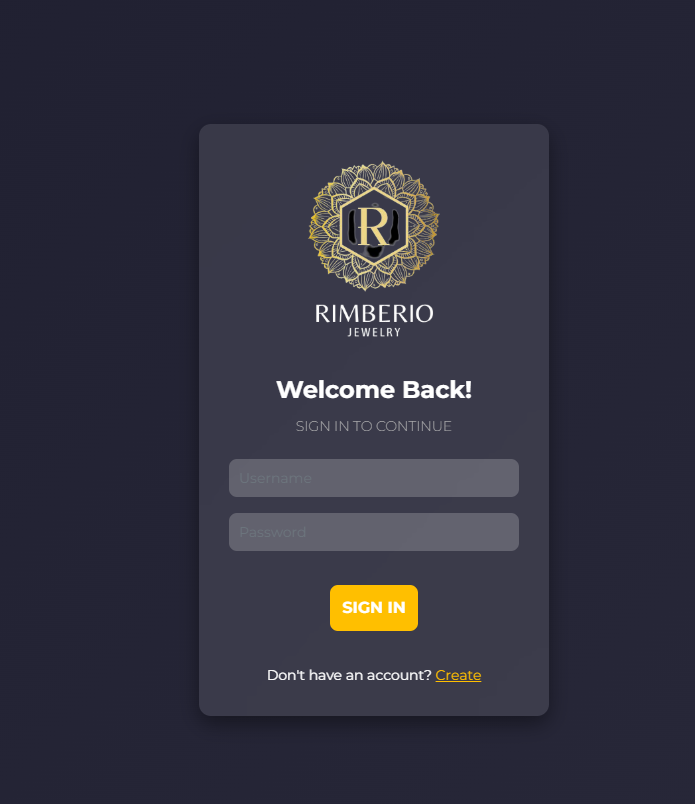 R
RIMBERIO
JEWELRY
Welcome Back!
SIGN IN TO CONTINUE
Username
Password
SIGN IN
Don't have an account? Create